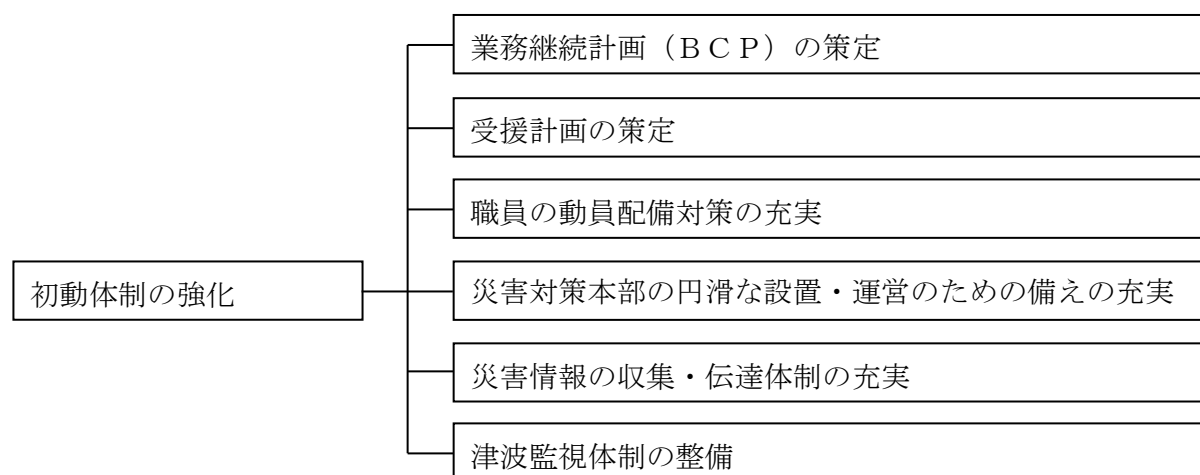 業務継続計画（ＢＣＰ）の策定
受援計画の策定
職員の動員配備対策の充実
初動体制の強化
災害対策本部の円滑な設置・運営のための備えの充実
災害情報の収集・伝達体制の充実
津波監視体制の整備